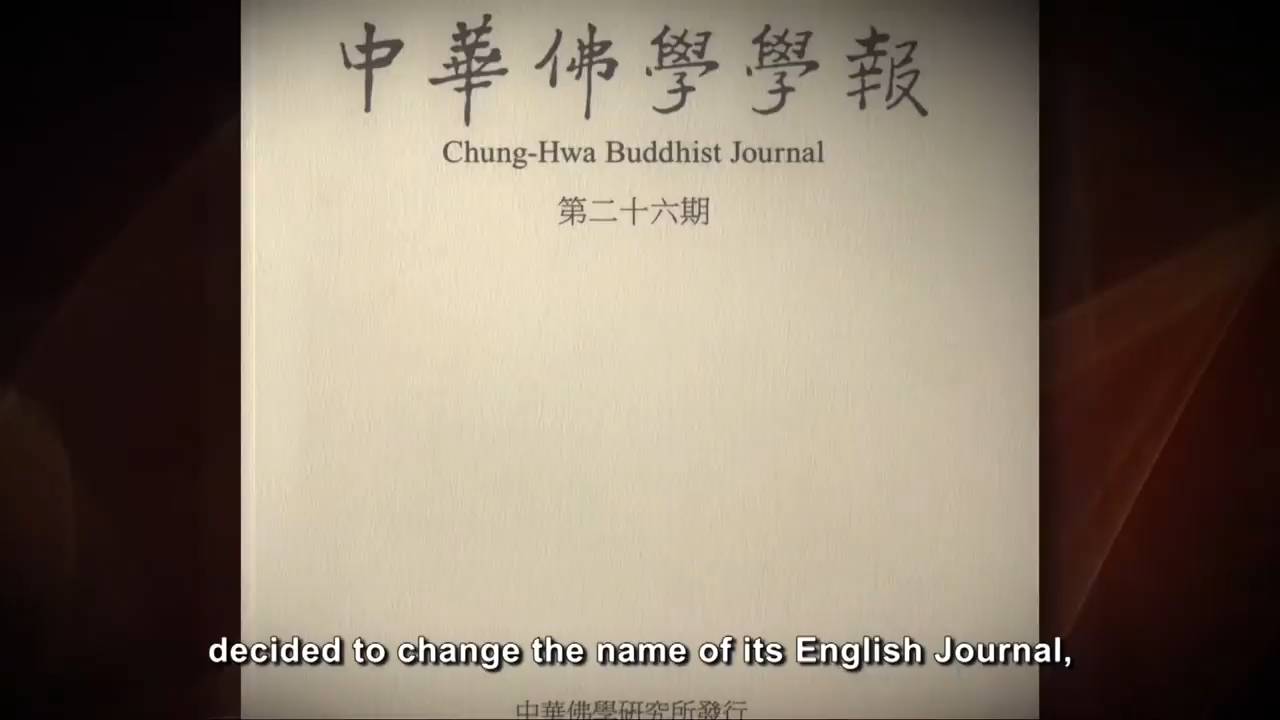 中華佛學學報
Chung-Hwa Buddhist Journal
第二十六期
decided to change the name of its English Journal,
中華佛學研究所發行